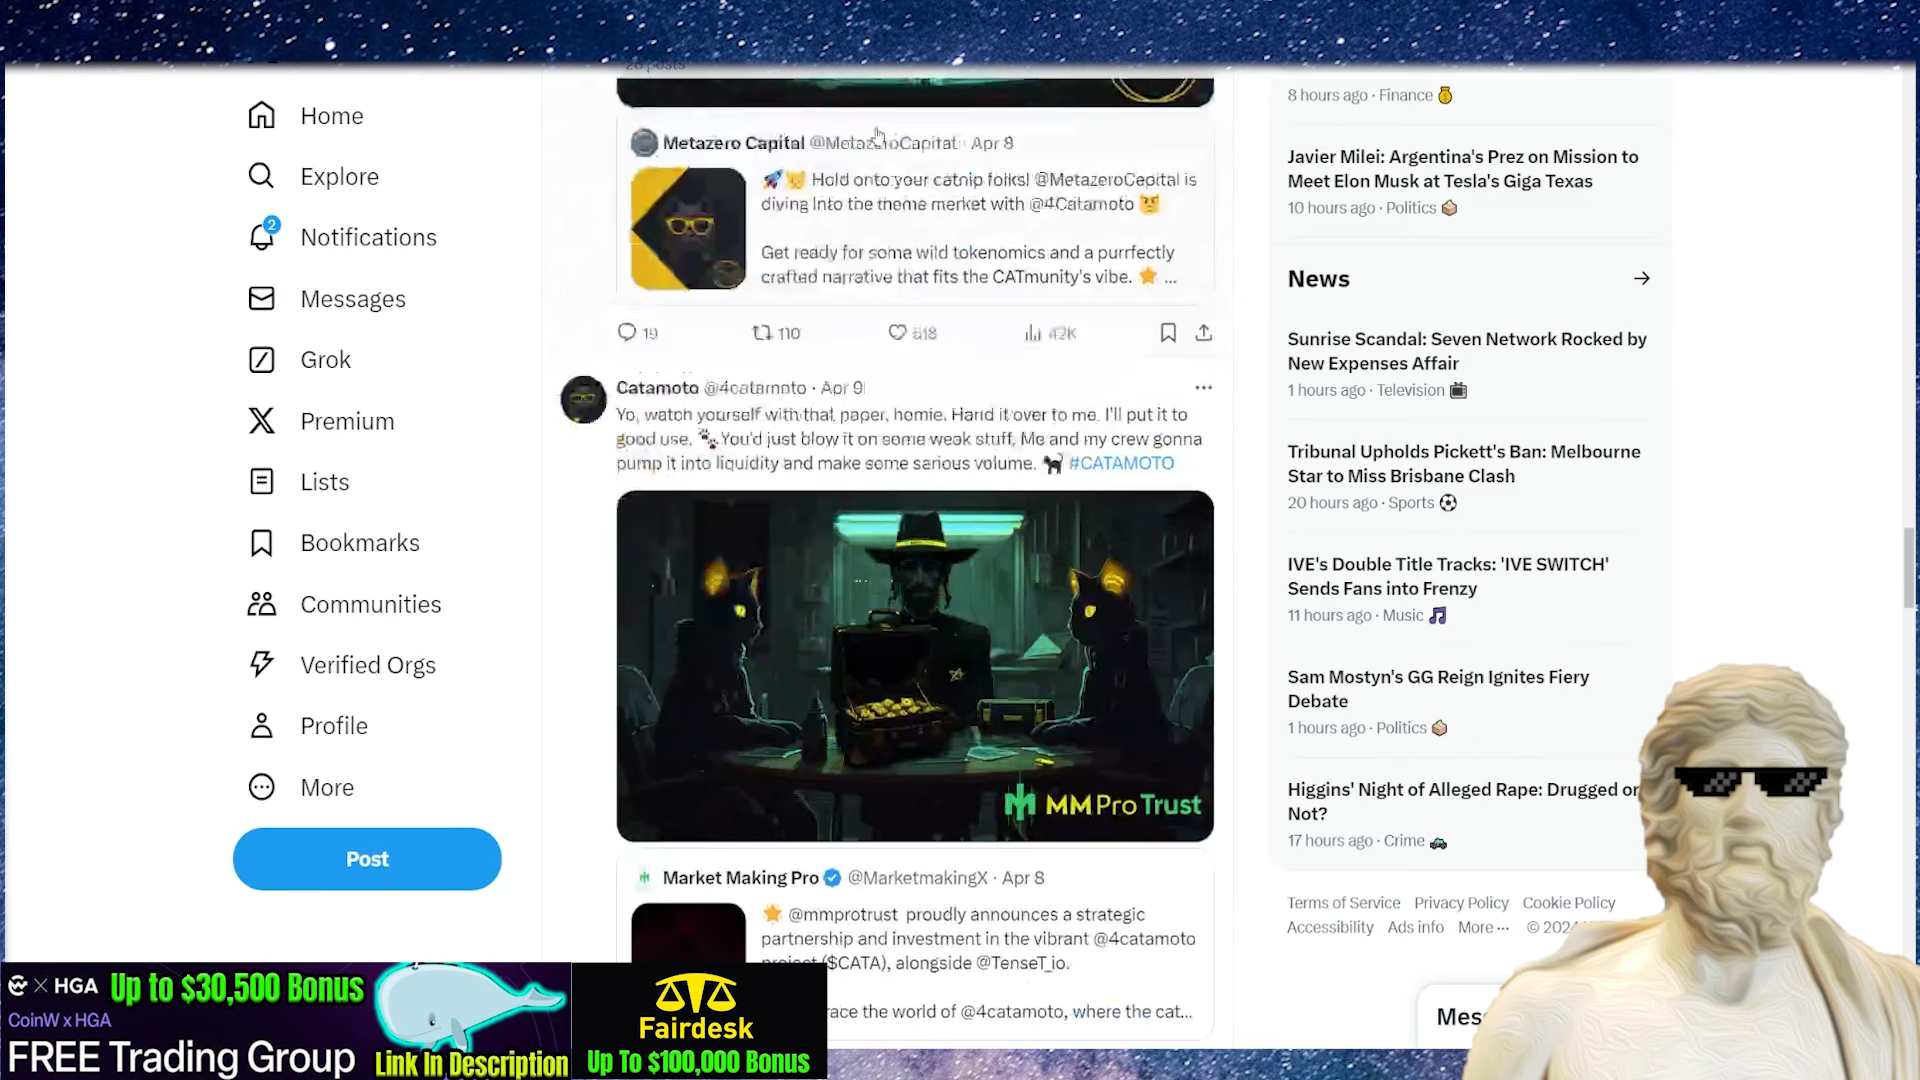 Home
Explore
2
Notifications
Messages
Grok
Premium
Lists
Bookmarks
Communities
Verified Orgs
Profile
More
Post
Metazero Capital Apr 8
Hold onto your catnip folks! is
diving into the meme market with @4Catamoto
Get ready for some wild tokenomics and a purrfectly
crafted narrative that fits the CATmunity's vibe. ...
19 110
Catamoto @4catamoto · Apr 9
Yo, watch yourself with that paper, homie. Hand it over to me. I'll put it to
good use. You'd just blow it on some weak stuff. Me and my crew gonna
pump it into liquidity and make some serious volume. #CATAMOTO
MMPro Trust
Market Making Pro @MarketmakingX · Apr 8
@mmprotrust proudly announces a strategic
partnership and investment in the vibrant @4catamoto
($CATA), alongside @TenseT_io.
the world of @4catamoto, where the cat...
8 hours ago · Finance
Javier Milei: Argentina's Prez on Mission to
Meet Elon Musk at Tesla's Giga Texas
10 hours ago · Politics
News
Sunrise Scandal: Seven Network Rocked by
New Expenses Affair
1 hours ago · Television
Tribunal Upholds Pickett's Ban: Melbourne
Star to Miss Brisbane Clash
20 hours ago · Sports
IVE's Double Title Tracks: 'IVE SWITCH'
Sends Fans into Frenzy
11 hours ago · Music
Sam Mostyn's GG Reign Ignites Fiery
Debate
1 hours ago · Politics
Higgins' Night of Alleged Rape: Drugged or
Not?
17 hours ago · Crime
Terms of Service Privacy Policy Cookie Policy
Accessibility Ads info More ··· © 2024
Mes
× HGA Up to $30,500 Bonus
CoinW x HGA
FREE Trading Group
Link In Description
Fairdesk
Up To $100,000 Bonus